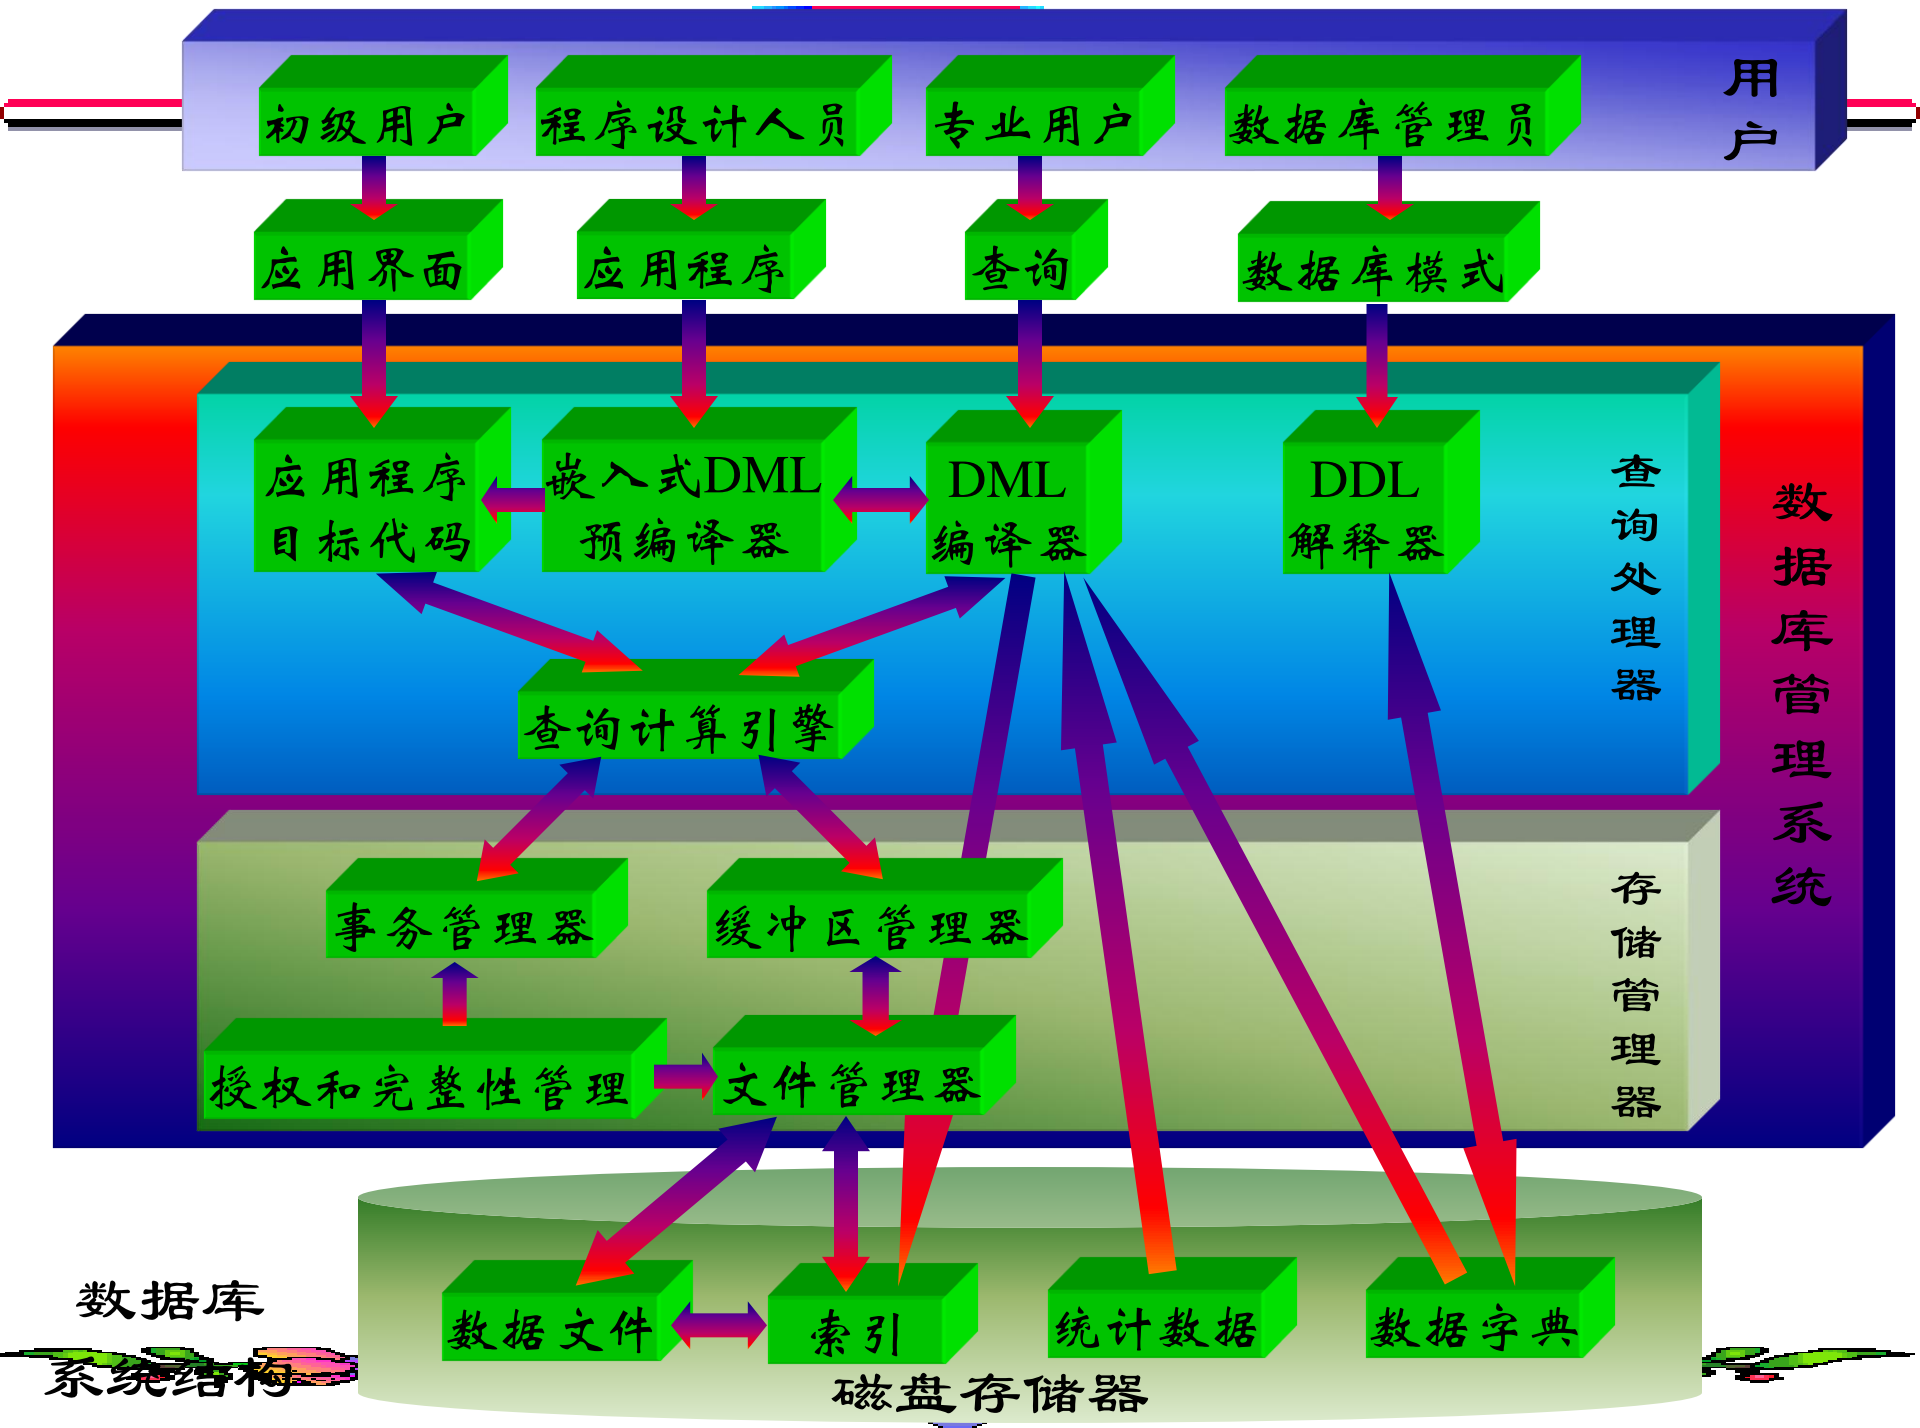 初级用户
程序设计人员
专业用户
数据库管理员
用户
应用界面
应用程序
查询
数据库模式
应用程序
目标代码
嵌入式DML
预编译器
DML
编译器
DDL
解释器
查询处理器
数据库管理系统
查询计算引擎
事务管理器
缓冲区管理器
存储管理器
授权和完整性管理
文件管理器
数据文件
索引
统计数据
数据字典
磁盘存储器
数据库
系统结构